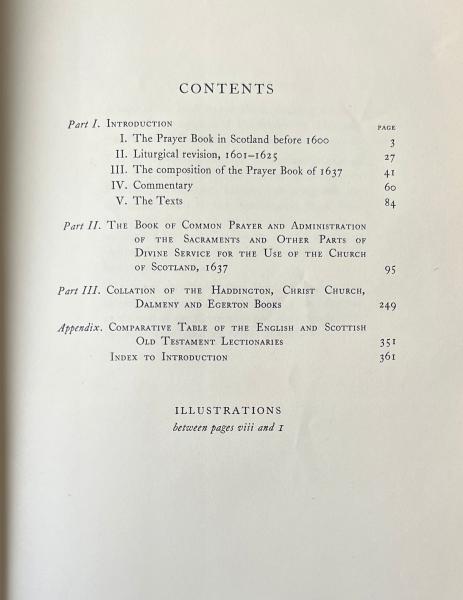 CONTENTS
Part I. INTRODUCTION
PAGE
I. The Prayer Book in Scotland before 1600 3
II. Liturgical revision, 1601–1625 27
III. The composition of the Prayer Book of 1637 41
IV. Commentary 60
V. The Texts 84
Part II. THE BOOK OF COMMON PRAYER AND ADMINISTRATION
OF THE SACRAMENTS AND OTHER PARTS OF
DIVINE SERVICE FOR THE USE OF THE CHURCH
OF SCOTLAND, 1637 95
Part III. COLLATION OF THE HADDINGTON, CHRIST CHURCH,
DALMENY AND EGERTON BOOKS 249
Appendix. COMPARATIVE TABLE OF THE ENGLISH AND SCOTTISH
OLD TESTAMENT LECTIONARIES 351
INDEX TO INTRODUCTION 361
ILLUSTRATIONS
between pages viii and 1